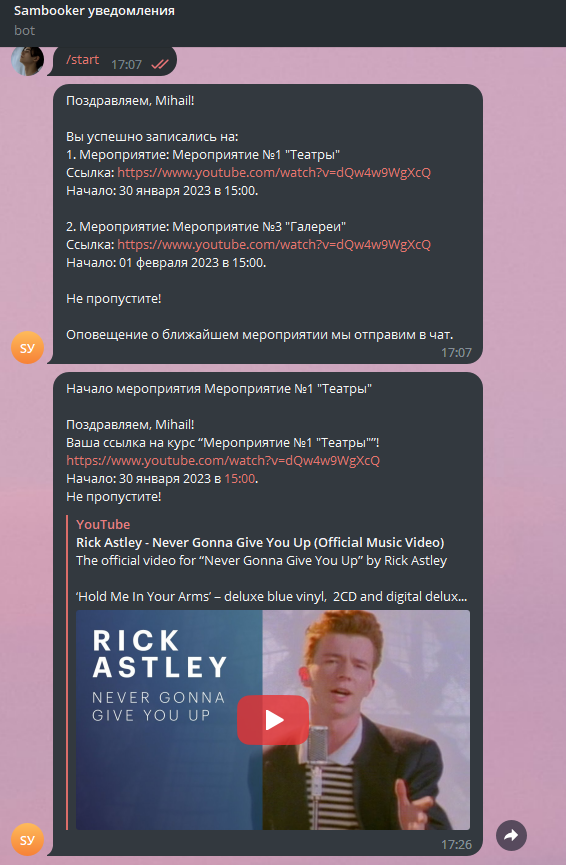 Sambooker уведомления
bot
/start 17:07
Поздравляем, Mihail!
Вы успешно записались на:
1. Мероприятие: Мероприятие №1 "Театры"
Ссылка: https://www.youtube.com/watch?v=dQw4w9WgXcQ
Начало: 30 января 2023 в 15:00.
2. Мероприятие: Мероприятие №3 "Галереи"
Ссылка: https://www.youtube.com/watch?v=dQw4w9WgXcQ
Начало: 01 февраля 2023 в 15:00.
Не пропустите!
Оповещение о ближайшем мероприятии мы отправим в чат.
SУ
17:07
Начало мероприятия Мероприятие №1 "Театры"
Поздравляем, Mihail!
Ваша ссылка на курс “Мероприятие №1 "Театры"”!
https://www.youtube.com/watch?v=dQw4w9WgXcQ
Начало: 30 января 2023 в 15:00.
Не пропустите!
YouTube
Rick Astley - Never Gonna Give You Up (Official Music Video)
The official video for “Never Gonna Give You Up” by Rick Astley
‘Hold Me In Your Arms’ – deluxe blue vinyl, 2CD and digital delux...
RICK
ASTLEY
NEVER GONNA
GIVE YOU UP
SУ
17:26